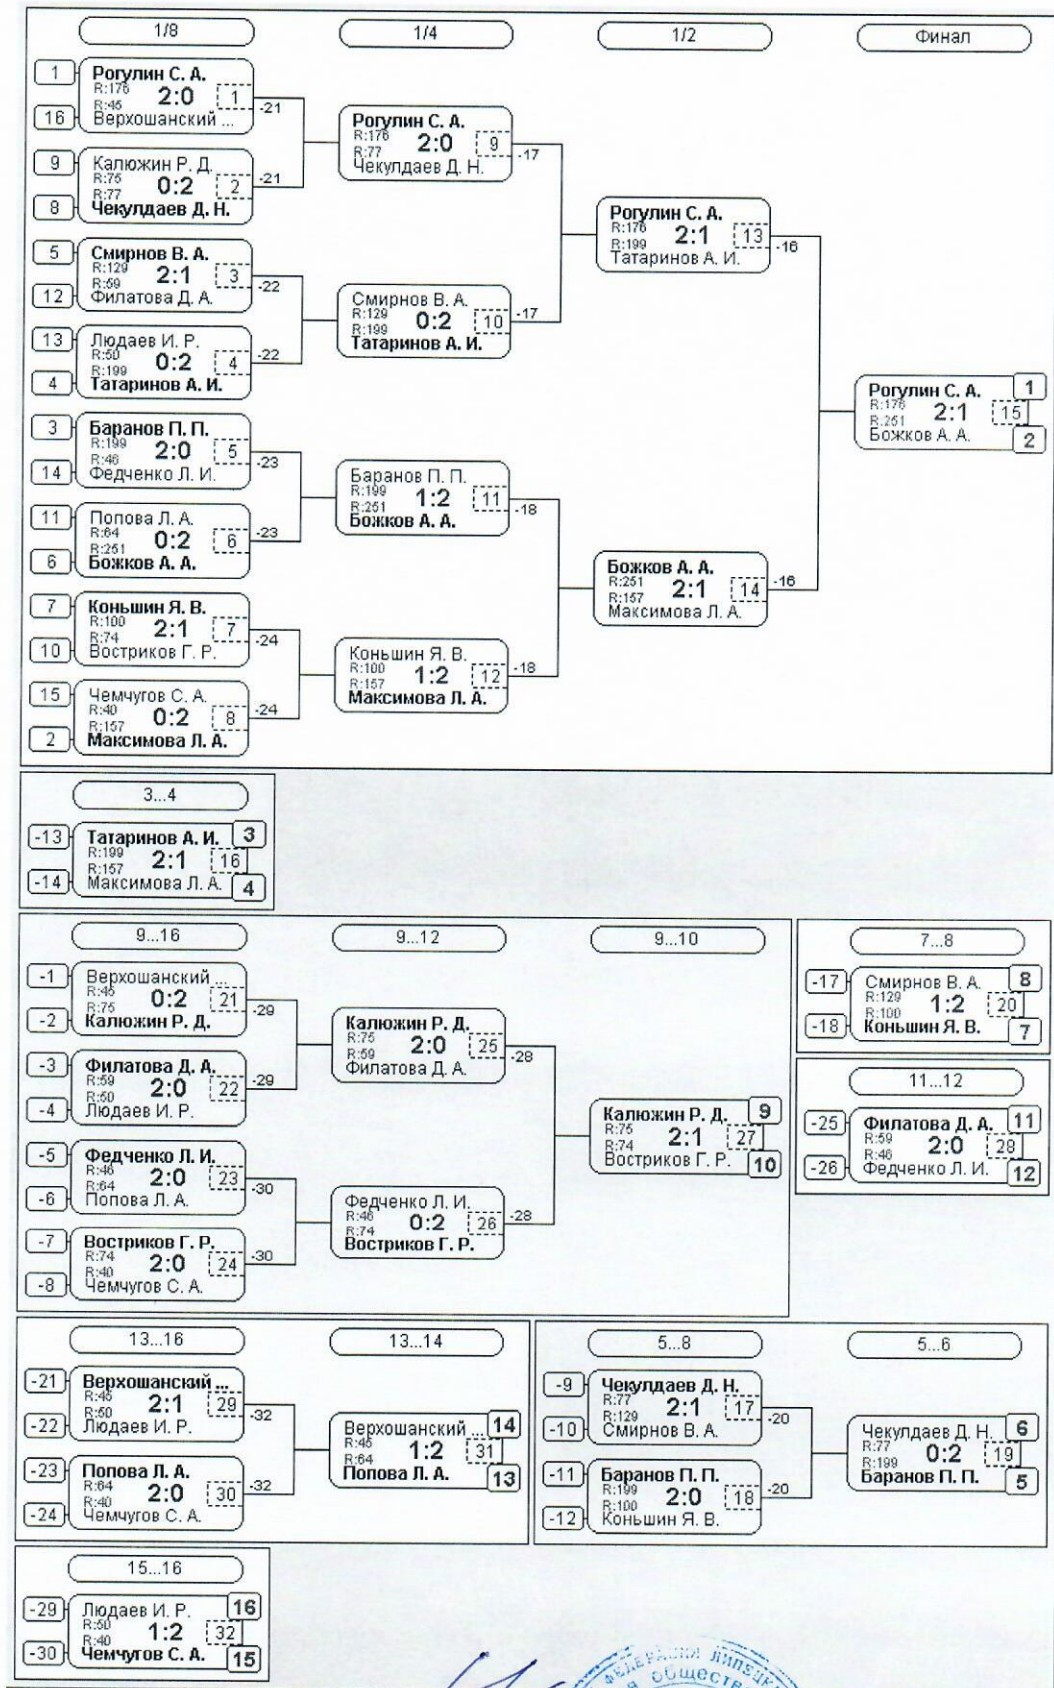 1/8
1/4
1/2
Финал
1
Рогулин С. А.
R:176
R:45
2:0
1
-21
16
Верхошанский ...
9
Калюжин Р. Д.
R:75
R:77
0:2
2
-21
8
Чекулдаев Д. Н.
5
Смирнов В. А.
R:129
R:59
2:1
3
-22
12
Филатова Д. А.
13
Людаев И. Р.
R:50
R:199
0:2
4
-22
4
Татаринов А. И.
3
Баранов П. П.
R:199
R:46
2:0
5
-23
14
Федченко Л. И.
11
Попова Л. А.
R:64
R:251
0:2
6
-23
6
Божков А. А.
7
Коньшин Я. В.
R:100
R:74
2:1
7
-24
10
Востриков Г. Р.
15
Чемчугов С. А.
R:40
R:157
0:2
8
-24
2
Максимова Л. А.
Рогулин С. А.
R:176
R:77
2:0
9
-17
Чекулдаев Д. Н.
Смирнов В. А.
R:129
R:199
0:2
10
-17
Татаринов А. И.
Баранов П. П.
R:199
R:251
1:2
11
-18
Божков А. А.
Коньшин Я. В.
R:100
R:157
1:2
12
-18
Максимова Л. А.
Рогулин С. А.
R:176
R:199
2:1
13
-16
Татаринов А. И.
Божков А. А.
R:251
R:157
2:1
14
-16
Максимова Л. А.
Рогулин С. А.
1
R:176
R:251
2:1
15
Божков А. А.
2
3...4
-13
Татаринов А. И.
3
R:199
R:157
2:1
16
-14
Максимова Л. А.
4
9...16
9...12
9...10
-1
Верхошанский ...
R:45
R:75
0:2
21
-29
-2
Калюжин Р. Д.
-3
Филатова Д. А.
R:59
R:50
2:0
22
-29
-4
Людаев И. Р.
-5
Федченко Л. И.
R:46
R:64
2:0
23
-30
-6
Попова Л. А.
-7
Востриков Г. Р.
R:74
R:40
2:0
24
-30
-8
Чемчугов С. А.
Калюжин Р. Д.
R:75
R:59
2:0
25
-28
Филатова Д. А.
Федченко Л. И.
R:46
R:74
0:2
26
-28
Востриков Г. Р.
Калюжин Р. Д.
9
R:75
R:74
2:1
27
Востриков Г. Р.
10
7...8
-17
Смирнов В. А.
8
R:129
R:100
1:2
20
-18
Коньшин Я. В.
7
11...12
-25
Филатова Д. А.
11
R:59
R:46
2:0
28
-26
Федченко Л. И.
12
13...16
13...14
-21
Верхошанский ...
R:45
R:50
2:1
29
-32
-22
Людаев И. Р.
-23
Попова Л. А.
R:64
R:40
2:0
30
-32
-24
Чемчугов С. А.
Верхошанский ...
14
R:45
R:64
1:2
31
Попова Л. А.
13
5...8
5...6
-9
Чекулдаев Д. Н.
R:77
R:129
2:1
17
-20
-10
Смирнов В. А.
-11
Баранов П. П.
R:199
R:100
2:0
18
-20
-12
Коньшин Я. В.
Чекулдаев Д. Н.
6
R:77
R:199
0:2
19
Баранов П. П.
5
15...16
-29
Людаев И. Р.
16
R:50
R:40
1:2
32
-30
Чемчугов С. А.
15